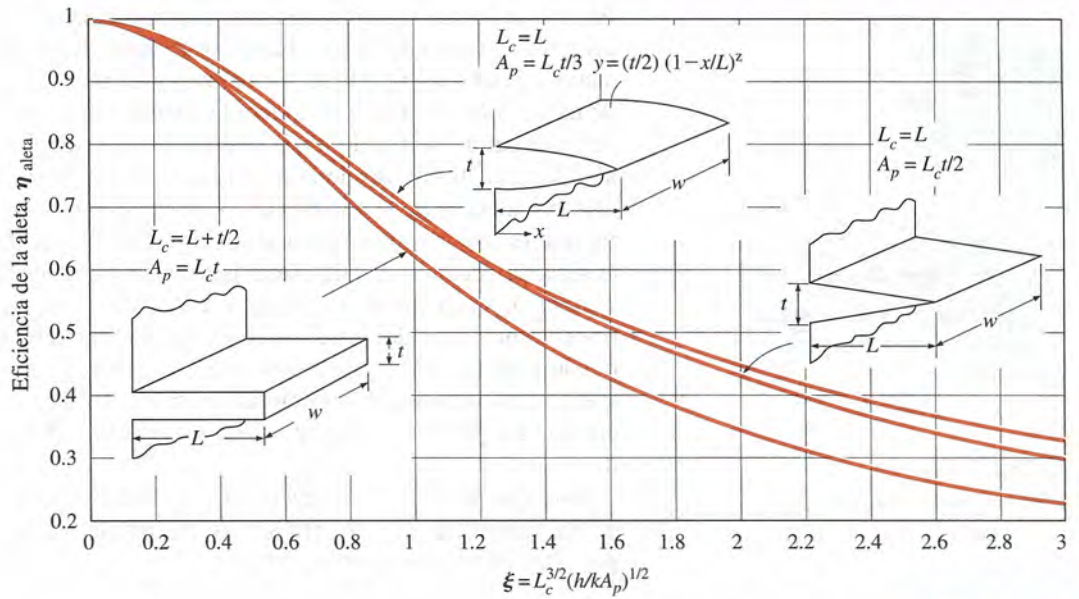 Eficiencia de la aleta, η aleta
1
0.9
0.8
0.7
0.6
0.5
0.4
0.3
0.2
0
0.2
0.4
0.6
0.8
1
1.2
1.4
1.6
1.8
2
2.2
2.4
2.6
2.8
3
ξ = L_c^{3/2}(h/kA_p)^{1/2}
L_c = L
A_p = L_c t/3 y = (t/2) (1 − x/L)^z
t
L
x
w
L_c = L
A_p = L_c t/2
t
L
w
L_c = L + t/2
A_p = L_c t
t
w
L